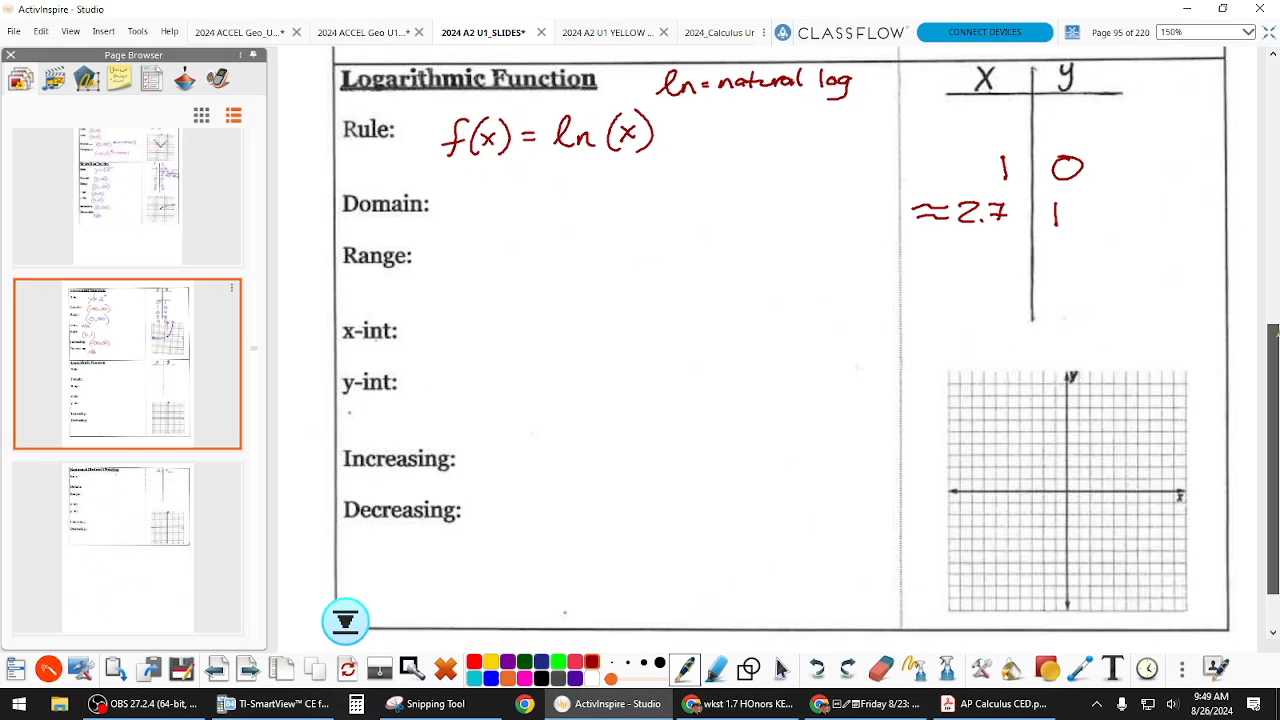 ActivInspire - Studio
File Edit View Insert Tools Help 2024 ACCEL Geo_U...* 2024 ACCEL Geo U1...* 2024 A2 U1_SLIDES* 2024 A2 U1 YELLOW ... 2024_Calculus Ur CLASSFLOW CONNECT DEVICES Page 95 of 220 150%
Page Browser
Logarithmic Function ln = natural log x y
Rule: f(x) = ln (x)
1 0
Domain: ≈2.7 1
Range:
x-int:
y-int:
y
Increasing:
x
Decreasing:
OBS 27.2.4 (64-bit, ... TI-SmartView™ CE f... Snipping Tool ActivInspire - Studio wkst 1.7 HOnors KE... Friday 8/23: ... AP Calculus CED.p... 9:49 AM
8/26/2024